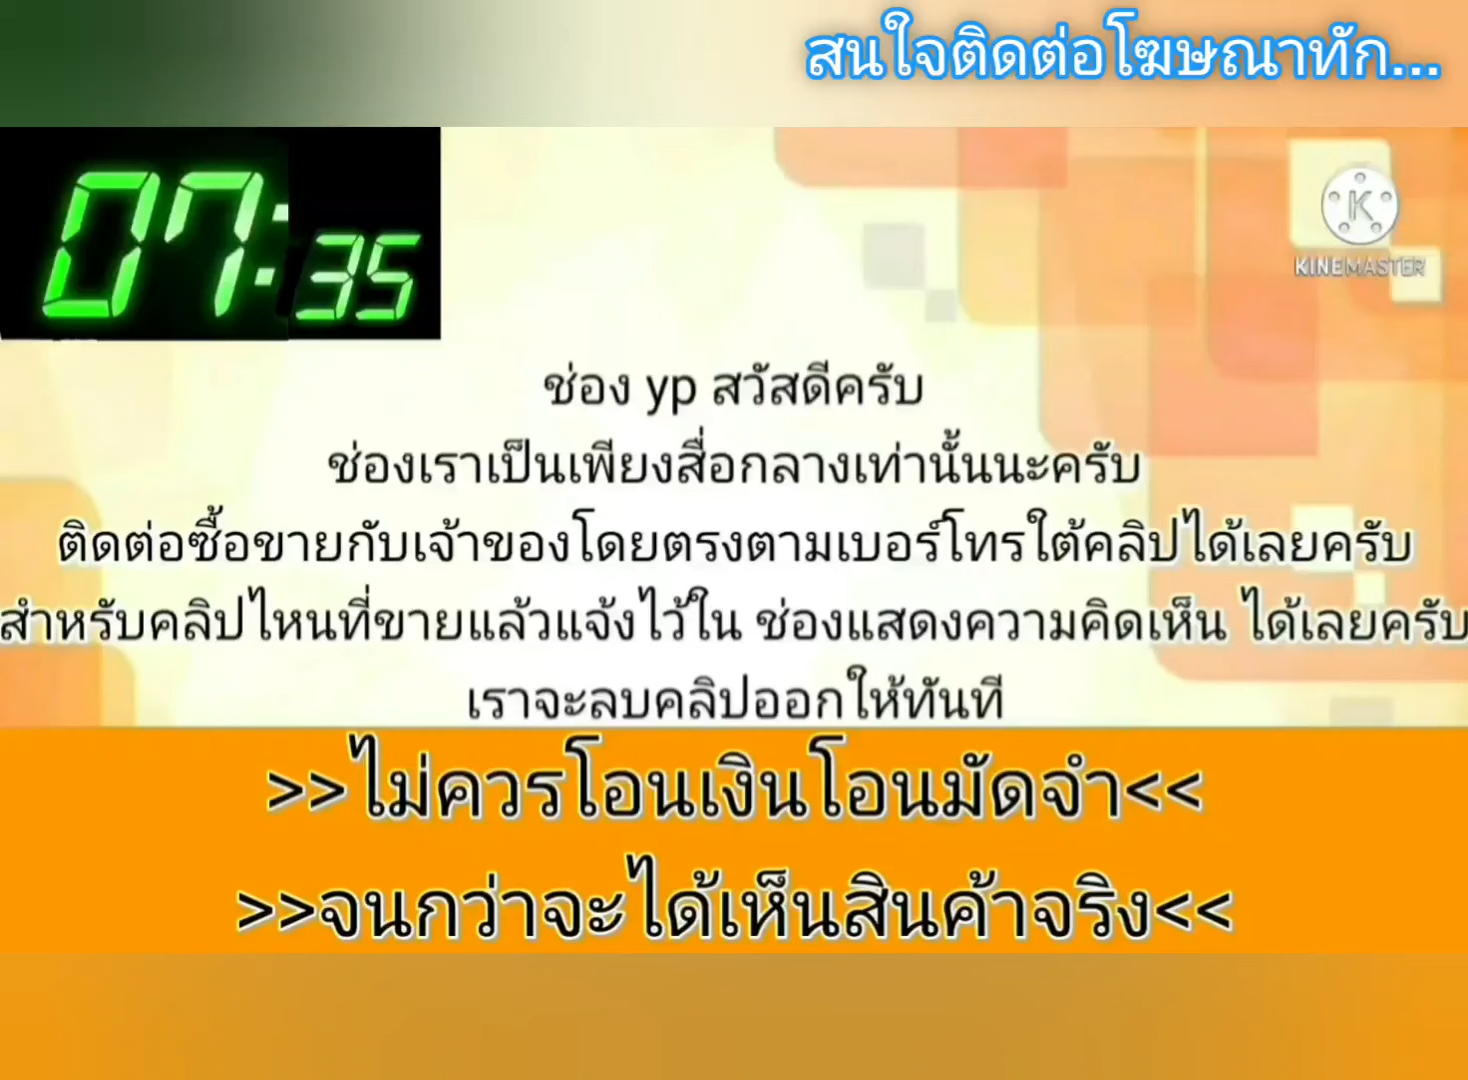 สนใจติดต่อโฆษณาทัก...
07:35
KINEMASTER
ช่อง yp สวัสดีครับ
ช่องเราเป็นเพียงสื่อกลางเท่านั้นนะครับ
ติดต่อซื้อขายกับเจ้าของโดยตรงตามเบอร์โทรใต้คลิปได้เลยครับ
สำหรับคลิปไหนที่ขายแล้วแจ้งไว้ใน ช่องแสดงความคิดเห็น ได้เลยครับ
เราจะลบคลิปออกให้ทันที
>>ไม่ควรโอนเงินโอนมัดจำ<<
>>จนกว่าจะได้เห็นสินค้าจริง<<